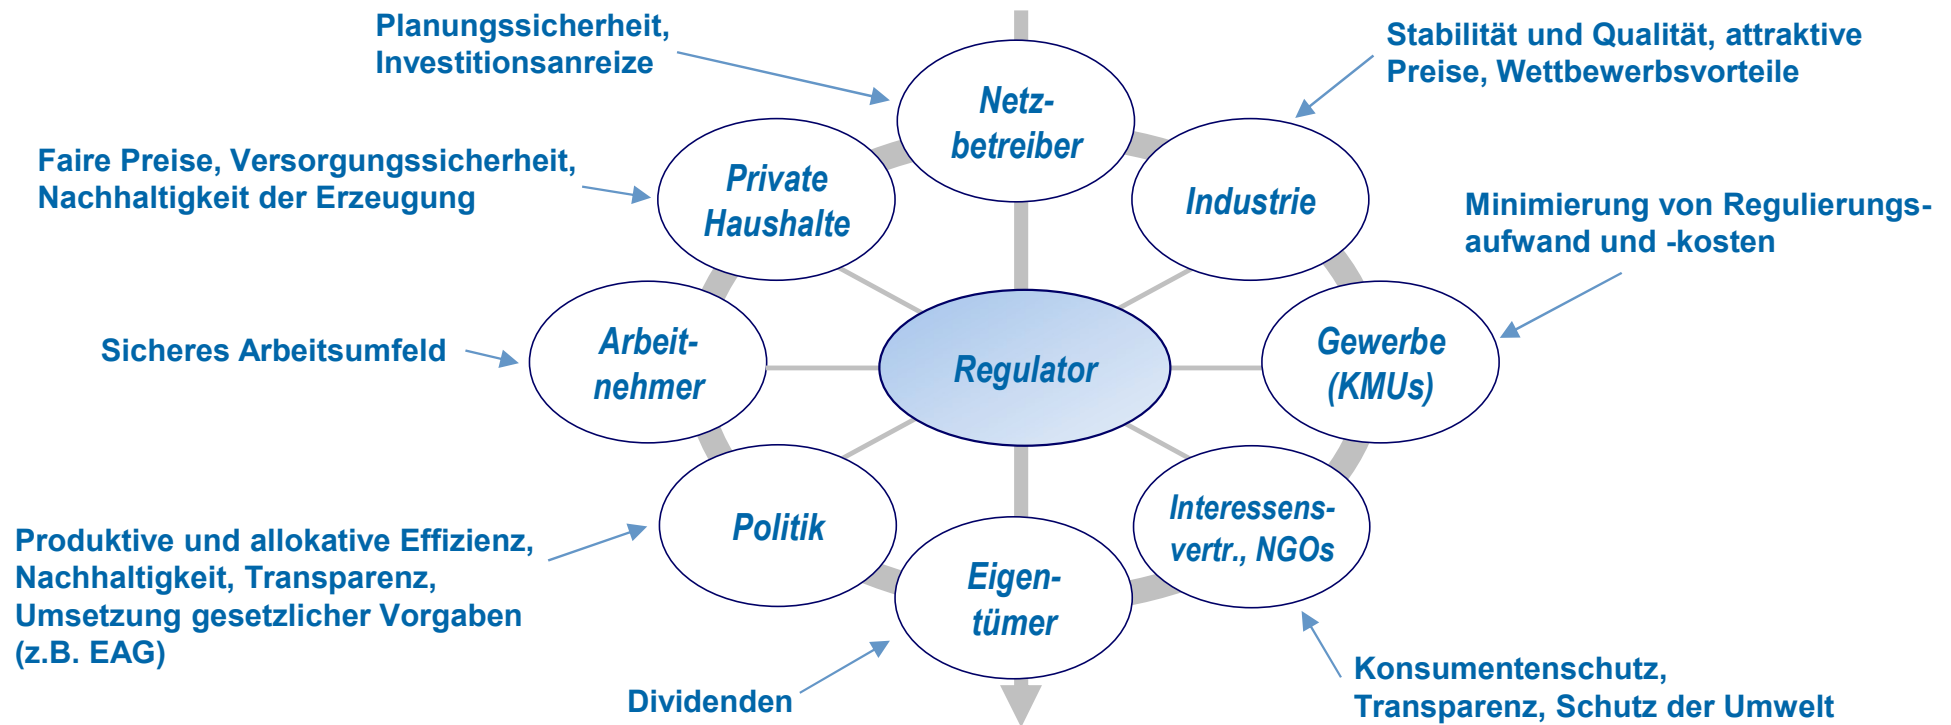 Planungssicherheit,
Investitionsanreize
Stabilität und Qualität, attraktive
Preise, Wettbewerbsvorteile
Netz-
betreiber
Faire Preise, Versorgungssicherheit,
Nachhaltigkeit der Erzeugung
Private
Haushalte
Industrie
Minimierung von Regulierungs-
aufwand und -kosten
Sicheres Arbeitsumfeld
Arbeit-
nehmer
Regulator
Gewerbe
(KMUs)
Produktive und allokative Effizienz,
Nachhaltigkeit, Transparenz,
Umsetzung gesetzlicher Vorgaben
(z.B. EAG)
Politik
Interessens-
vertr., NGOs
Eigen-
tümer
Dividenden
Konsumentenschutz,
Transparenz, Schutz der Umwelt